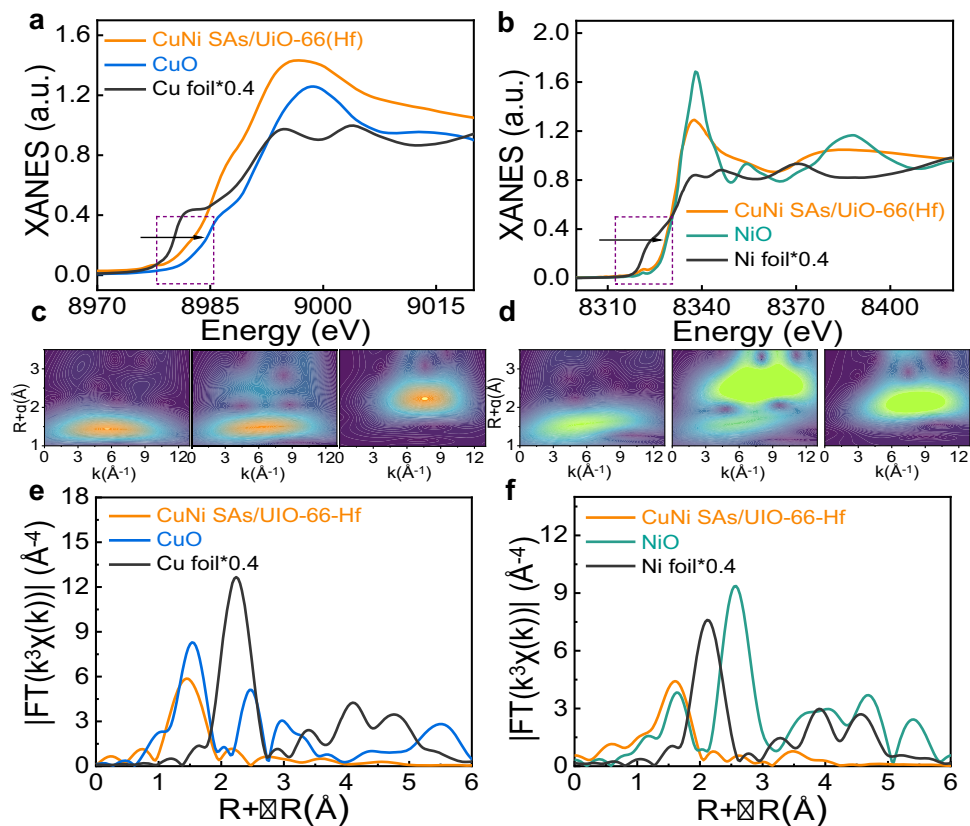 a
CuNi SAs/UiO-66(Hf)
CuO
Cu foil*0.4
XANES (a.u.)
1.6
1.2
0.8
0.4
0.0
8970 8985 9000 9015
Energy (eV)
b
CuNi SAs/UiO-66(Hf)
NiO
Ni foil*0.4
XANES (a.u.)
2.0
1.6
1.2
0.8
0.4
0.0
8310 8340 8370 8400
Energy (eV)
c
R+α(Å)
3
2
1
0 3 6 9 12
0 3 6 9 12
0 3 6 9 12
k(Å-1) k(Å-1) k(Å-1)
d
R+α(Å)
3
2
1
0 3 6 9 12
0 3 6 9 12
0 3 6 9 12
k(Å-1) k(Å-1) k(Å-1)
e
CuNi SAs/UIO-66-Hf
CuO
Cu foil*0.4
|FT(k3χ(k))| (Å-4)
18
15
12
9
6
3
0
0 1 2 3 4 5 6
R+□R(Å)
f
CuNi SAs/UIO-66-Hf
NiO
Ni foil*0.4
|FT(k3χ(k))| (Å-4)
12
9
6
3
0
0 1 2 3 4 5 6
R+□R(Å)